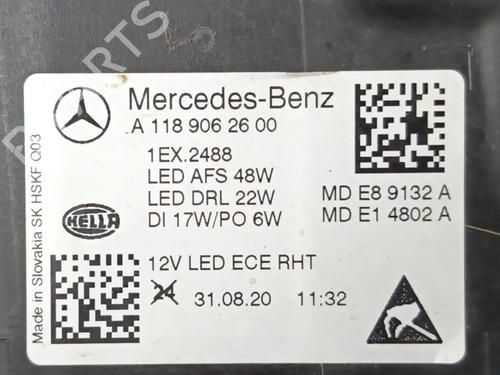 PARTS
Mercedes-Benz
A 118 906 26 00
1EX.2488
LED AFS 48W
LED DRL 22W
DI 17W/PO 6W
MD E8 9132 A
MD E1 4802 A
HELLA
12V LED ECE RHT
24 31.08.20 11:32
Made in Slovakia SK HSKF Q03